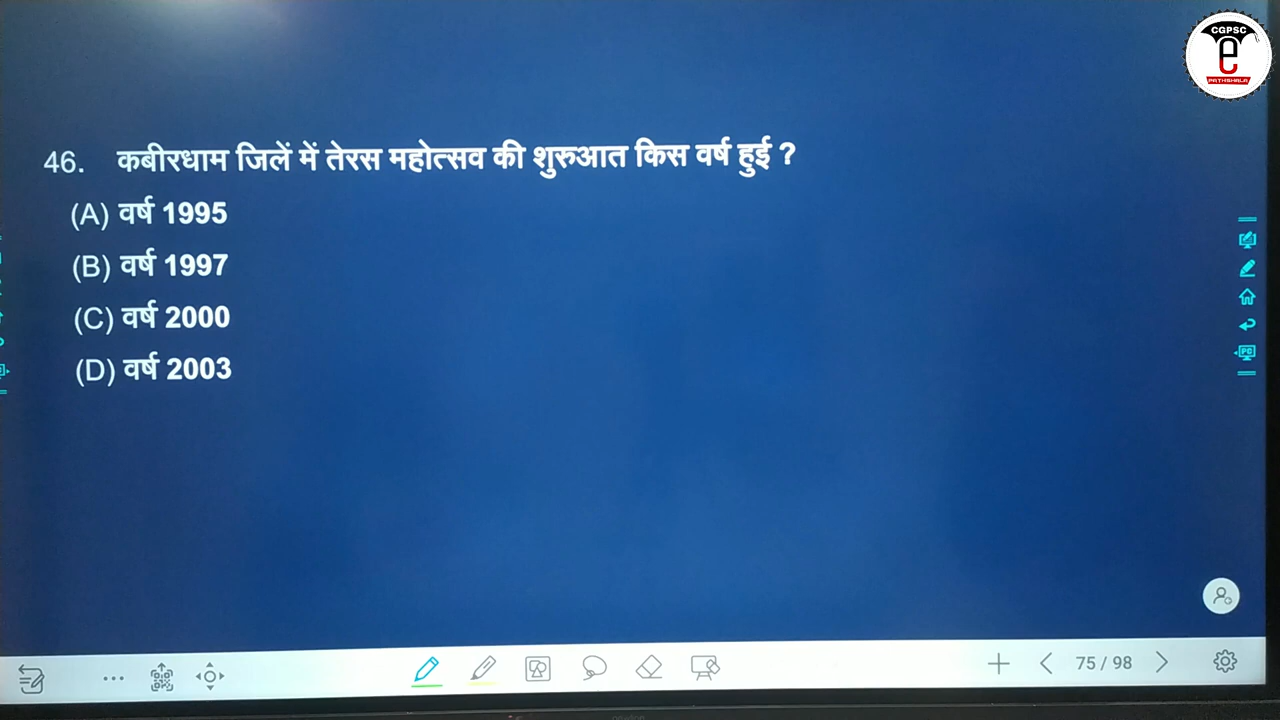 CGPSC
PATHSHALA
46. कबीरधाम जिलें में तेरस महोत्सव की शुरुआत किस वर्ष हुई ?
(A) वर्ष 1995
(B) वर्ष 1997
(C) वर्ष 2000
(D) वर्ष 2003
PC
75 / 98